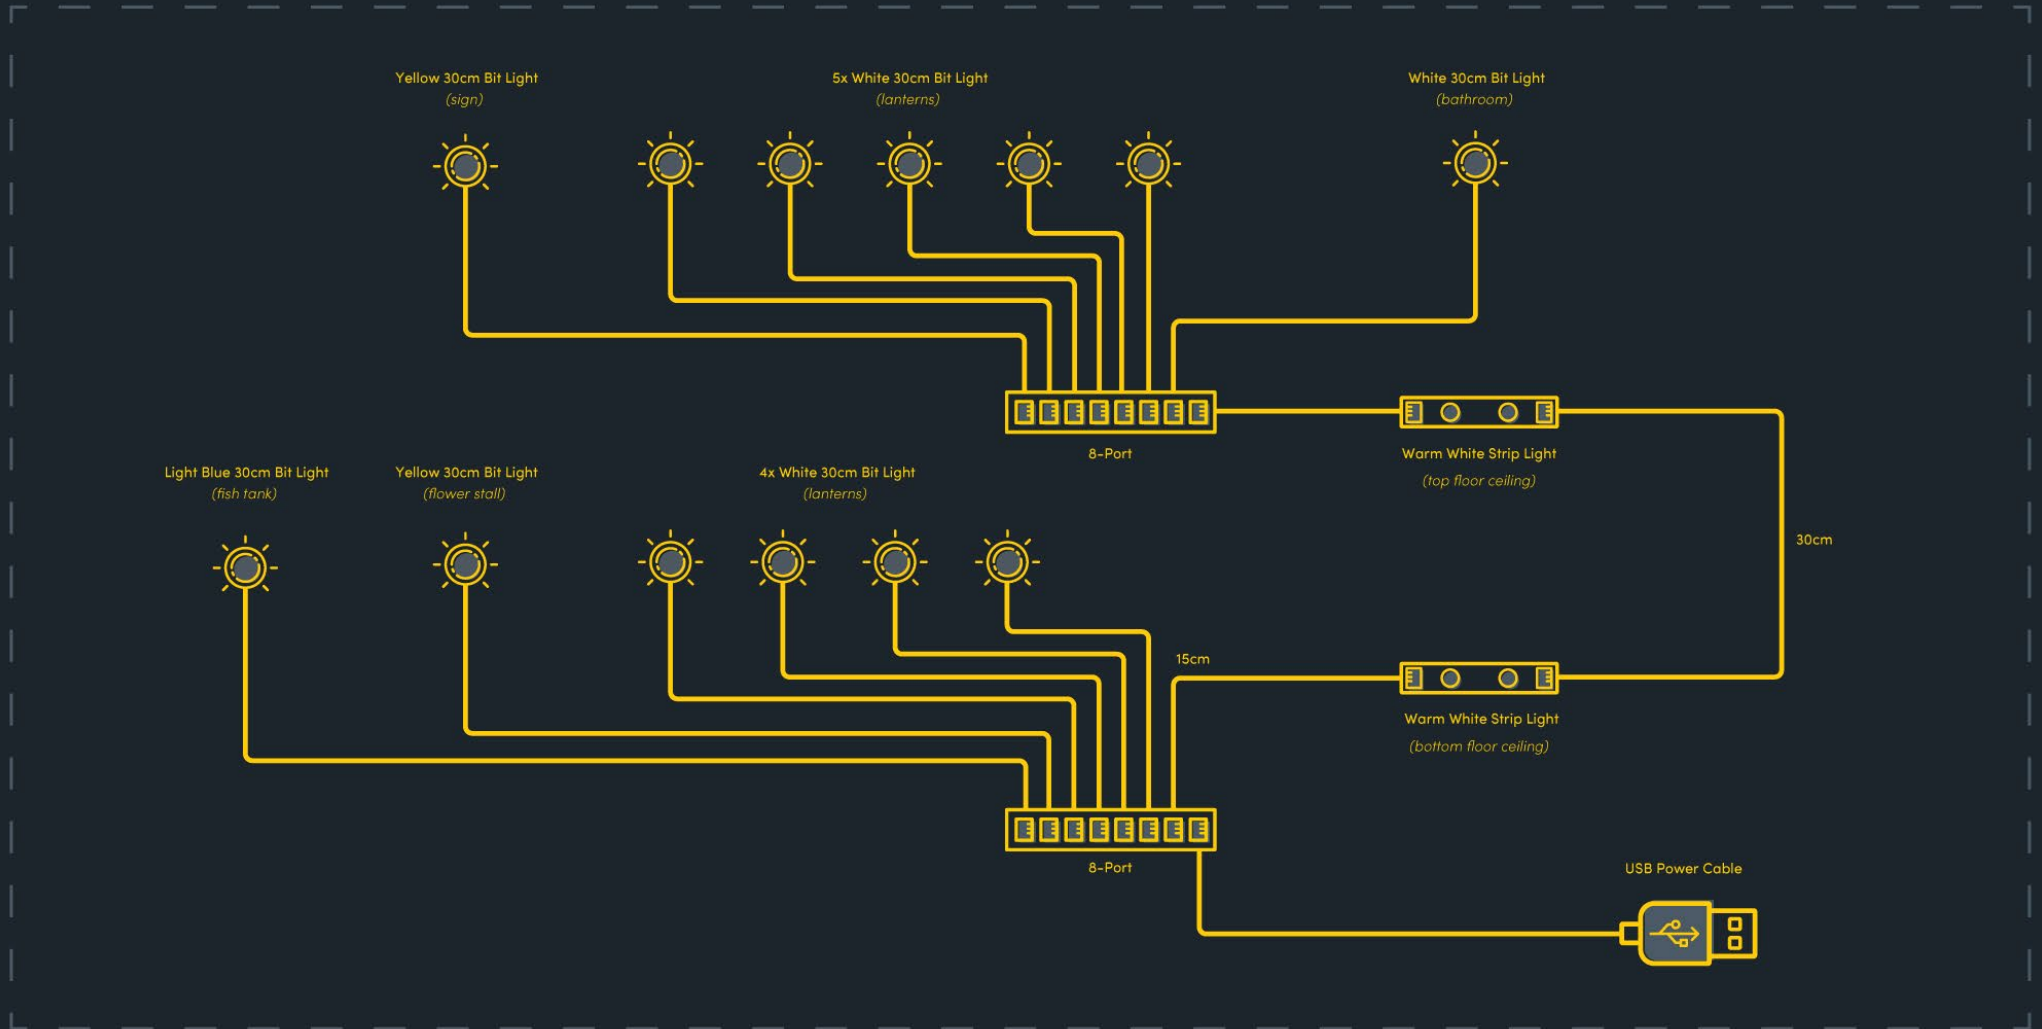 Yellow 30cm Bit Light
(sign)
5x White 30cm Bit Light
(lanterns)
White 30cm Bit Light
(bathroom)
8-Port
Warm White Strip Light
(top floor ceiling)
Light Blue 30cm Bit Light
(fish tank)
Yellow 30cm Bit Light
(flower stall)
4x White 30cm Bit Light
(lanterns)
30cm
15cm
Warm White Strip Light
(bottom floor ceiling)
8-Port
USB Power Cable